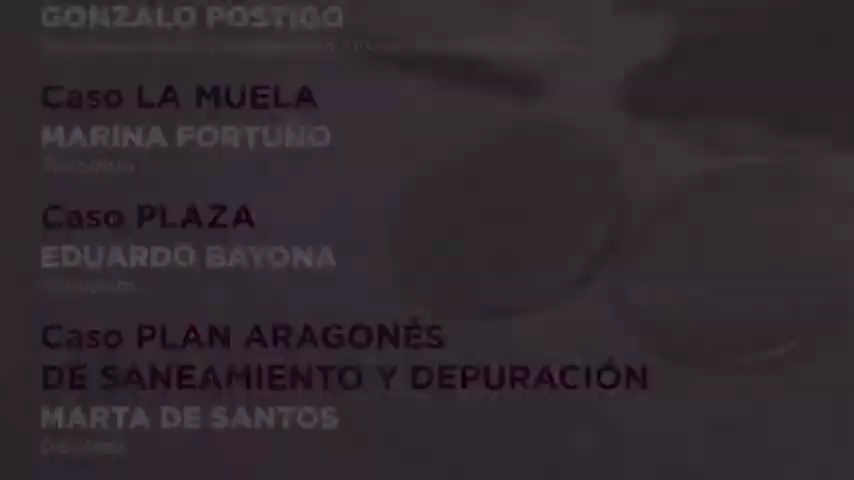 GONZALO POSTIGO
Caso LA MUELA
MARINA FORTUÑO
Caso PLAZA
EDUARDO BAYONA
Caso PLAN ARAGONÉS
DE SANEAMIENTO Y DEPURACIÓN
MARTA DE SANTOS